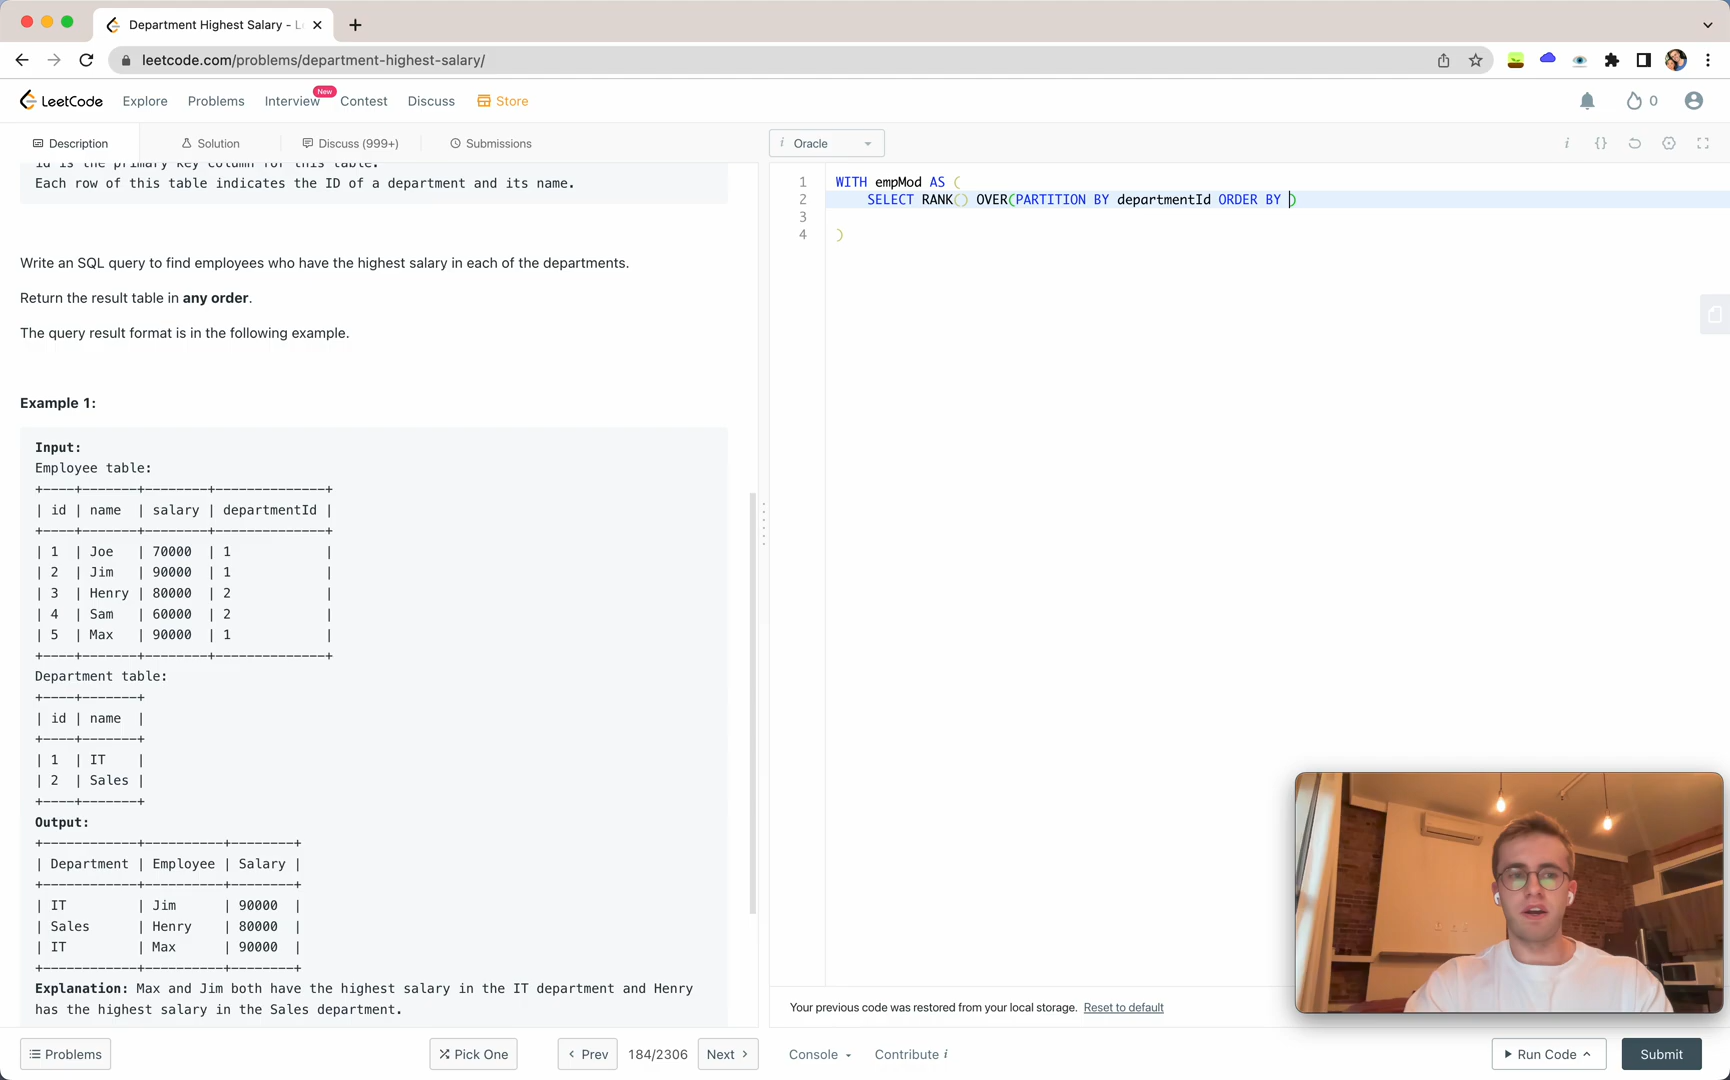 Department Highest Salary - L
leetcode.com/problems/department-highest-salary/
LeetCode
Explore
Problems
Interview
New
Contest
Discuss
Store
0
Description
Solution
Discuss (999+)
Submissions
i Oracle
i {}
id is the primary key column for this table.
Each row of this table indicates the ID of a department and its name.
Write an SQL query to find employees who have the highest salary in each of the departments.
Return the result table in any order.
The query result format is in the following example.
Example 1:
Input:
Employee table:
+----+-------+--------+--------------+
| id | name  | salary | departmentId |
+----+-------+--------+--------------+
| 1  | Joe   | 70000  | 1            |
| 2  | Jim   | 90000  | 1            |
| 3  | Henry | 80000  | 2            |
| 4  | Sam   | 60000  | 2            |
| 5  | Max   | 90000  | 1            |
+----+-------+--------+--------------+
Department table:
+----+-------+
| id | name  |
+----+-------+
| 1  | IT    |
| 2  | Sales |
+----+-------+
Output:
+------------+----------+--------+
| Department | Employee | Salary |
+------------+----------+--------+
| IT         | Jim      | 90000  |
| Sales      | Henry    | 80000  |
| IT         | Max      | 90000  |
+------------+----------+--------+
Explanation: Max and Jim both have the highest salary in the IT department and Henry
has the highest salary in the Sales department.
1 WITH empMod AS (
2     SELECT RANK() OVER(PARTITION BY departmentId ORDER BY )
3
4 )
Your previous code was restored from your local storage. Reset to default
Problems
Pick One
Prev
184/2306
Next
Console
Contribute i
Run Code
Submit